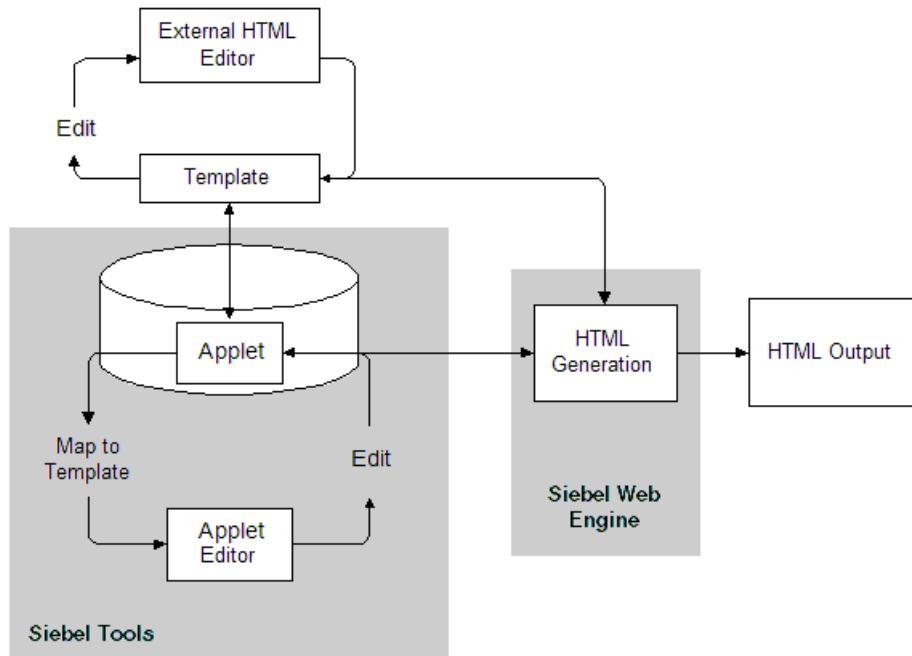 External HTML
Editor
Edit
Template
Applet
HTML
Generation
HTML Output
Map to
Template
Edit
Siebel Web
Engine
Applet
Editor
Siebel Tools